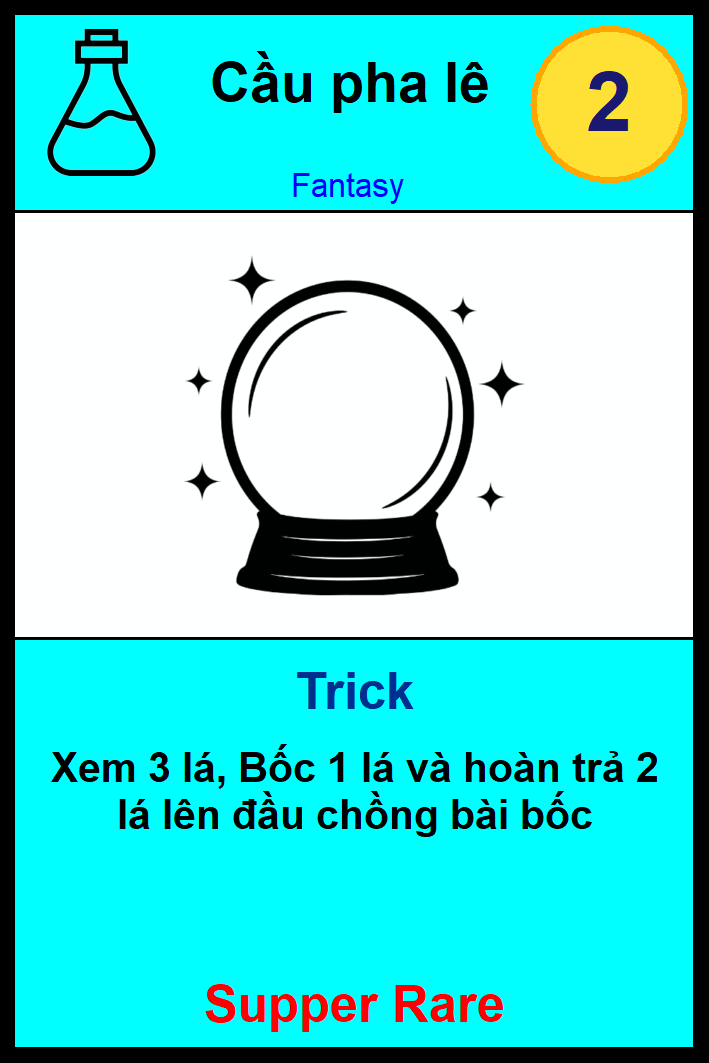 Cầu pha lê
2
Fantasy
Trick
Xem 3 lá, Bốc 1 lá và hoàn trả 2
lá lên đầu chồng bài bốc
Supper Rare